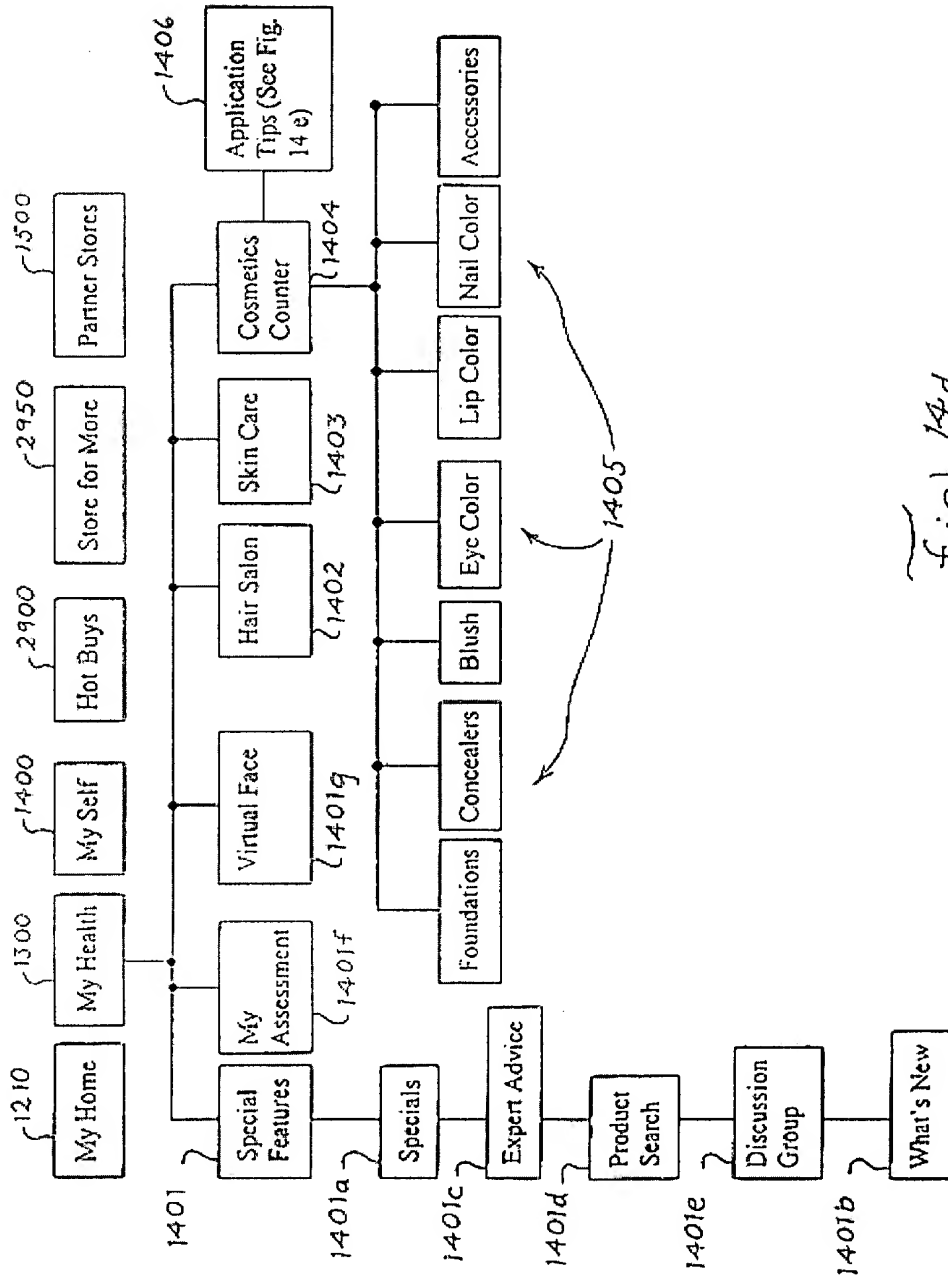 1210
My Home
1300
My Health
1400
My Self
2900
Hot Buys
2950
Store for More
1500
Partner Stores
1401
Special
Features
My
Assessment
1401f
Virtual Face
1401g
Hair Salon
1402
Skin Care
1403
Cosmetics
Counter
1404
1406
Application
Tips (See Fig.
14 e)
1401a
Specials
1401c
Expert Advice
1401d
Product
Search
1401e
Discussion
Group
1401b
What's New
Foundations
Concealers
Blush
Eye Color
Lip Color
Nail Color
Accessories
1405
Fig. 14d